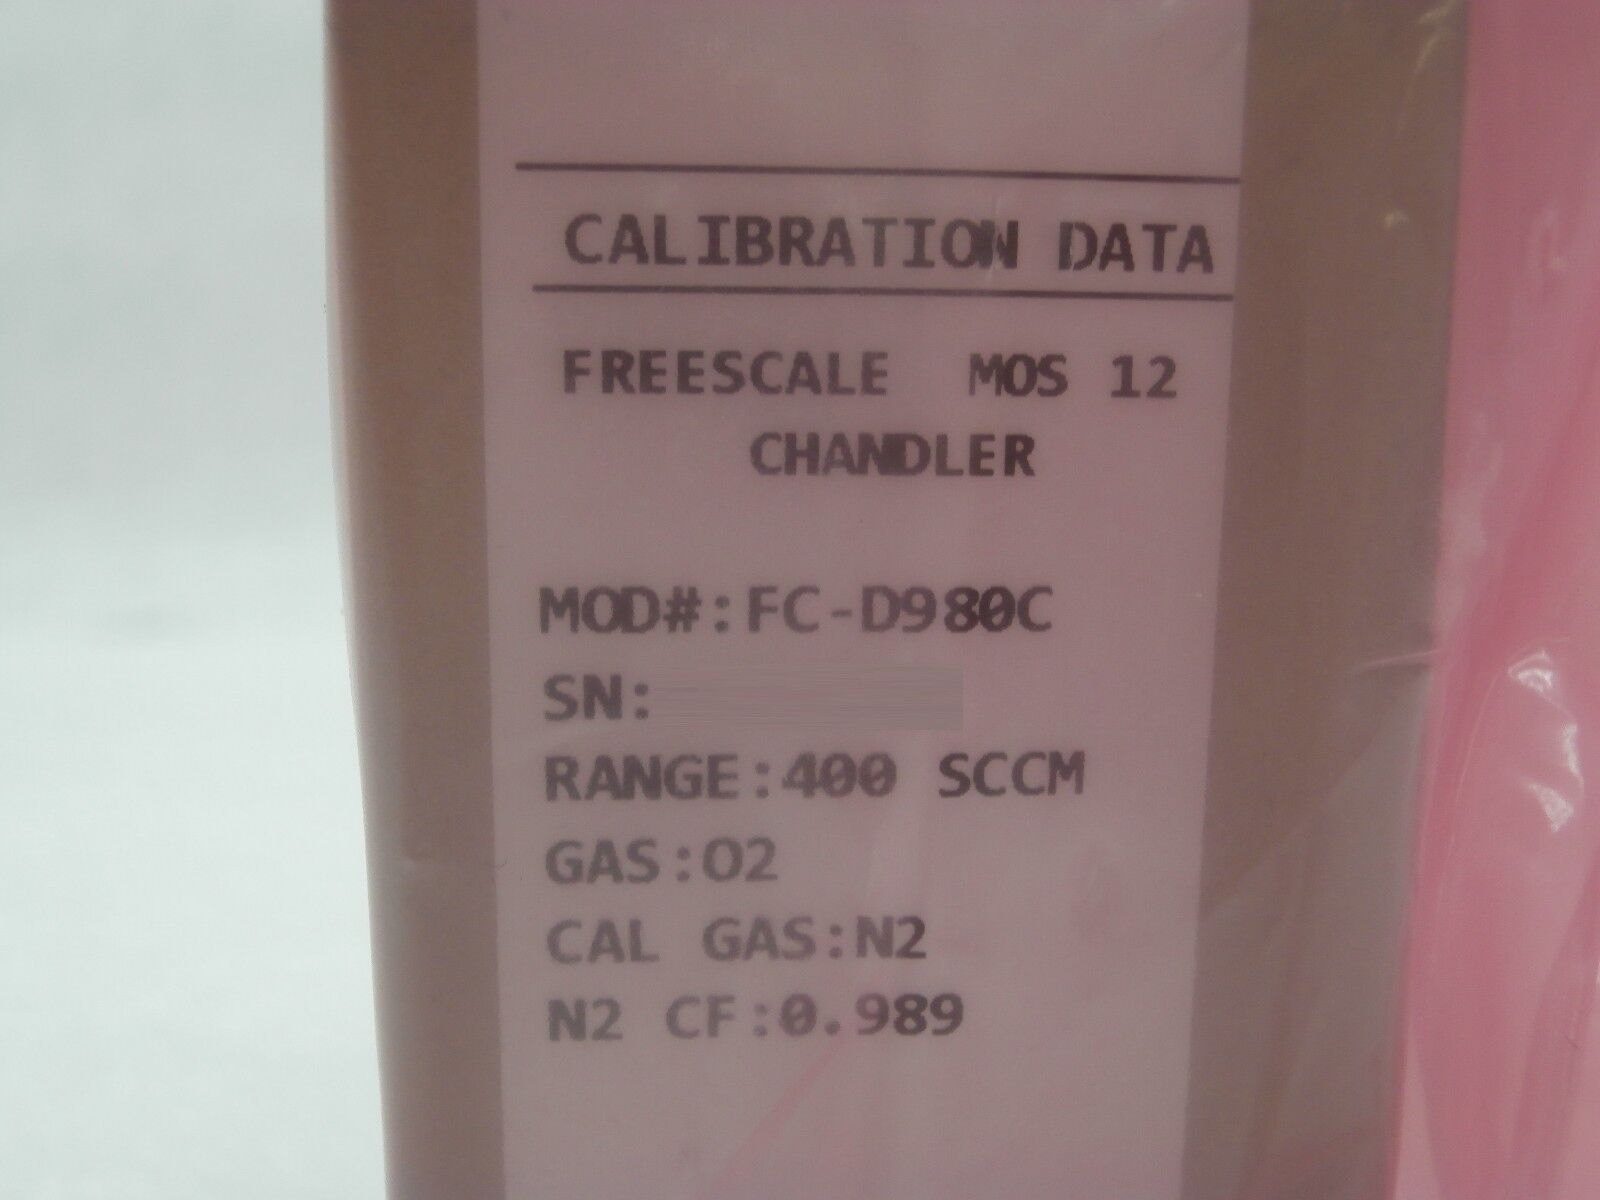 CALIBRATION DATA
FREESCALE MOS 12
CHANDLER
MOD#:FC-D980C
SN:
RANGE:400 SCCM
GAS:O2
CAL GAS:N2
N2 CF:0.989